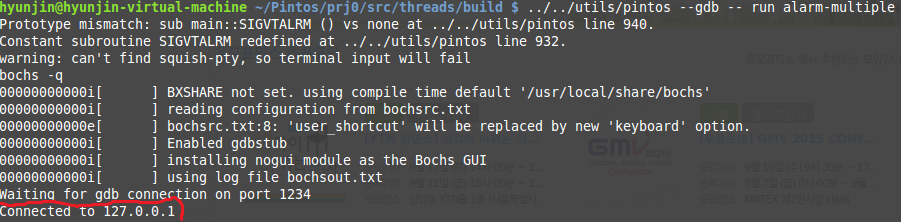 hyunjin@hyunjin-virtual-machine ~/Pintos/prj0/src/threads/build $ ../../utils/pintos --gdb -- run alarm-multiple
Prototype mismatch: sub main::SIGVTALRM () vs none at ../../utils/pintos line 940.
Constant subroutine SIGVTALRM redefined at ../../utils/pintos line 932.
warning: can't find squish-pty, so terminal input will fail
bochs -q
00000000000i[      ] BXSHARE not set. using compile time default '/usr/local/share/bochs'
00000000000i[      ] reading configuration from bochsrc.txt
00000000000e[      ] bochsrc.txt:8: 'user_shortcut' will be replaced by new 'keyboard' option.
00000000000i[      ] Enabled gdbstub
00000000000i[      ] installing nogui module as the Bochs GUI
00000000000i[      ] using log file bochsout.txt
Waiting for gdb connection on port 1234
Connected to 127.0.0.1